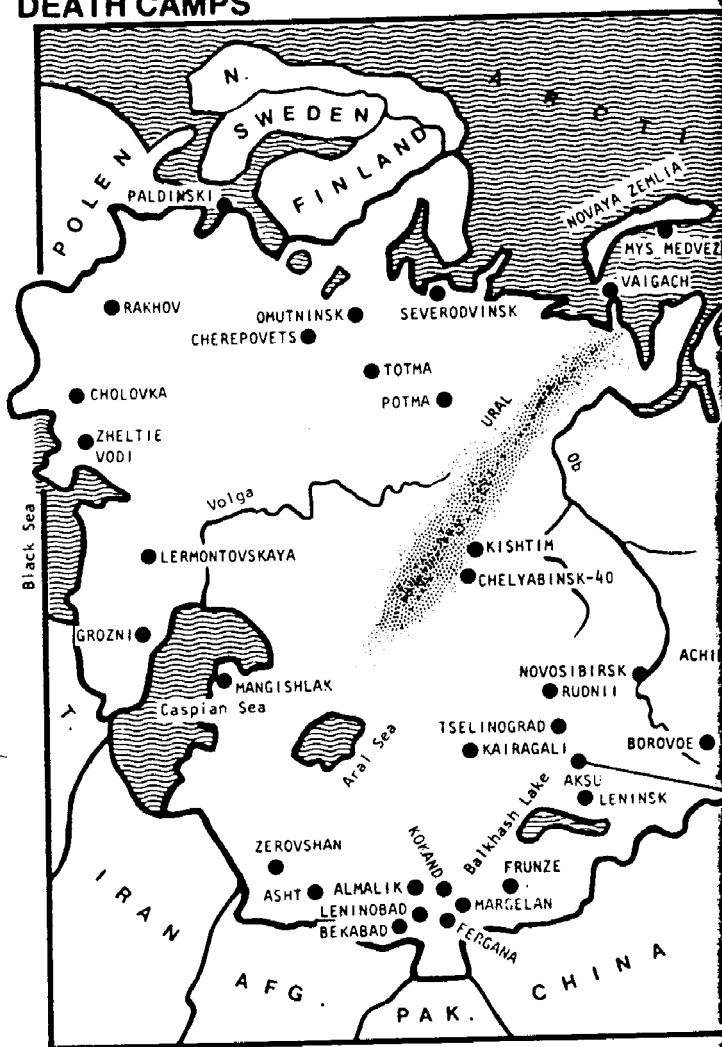 DEATH CAMPS
N.
SWEDEN
FINLAND
POLEN
PALDINSKI
NOVAYA ZEMLIA
MYS MEDVEZ
VAIGACH
RAKHOV
OMUTNINSK
SEVERODVINSK
CHEREPOVETS
TOTMA
CHOLOVKA
POTMA
URAL
ZHELTIE
VODI
Ob
Volga
Black Sea
LERMONTOVSKAYA
KISHTIM
CHELYABINSK-40
GROZNI
ACHI
NOVOSIBIRSK
RUDNII
MANGISHLAK
Caspian Sea
T.
Aral Sea
TSELINOGRAD
KAIRAGALI
BOROVOE
AKSU
LENINSK
Balkhash Lake
ZEROVSHAN
KOKAND
FRUNZE
ASHT
ALMALIK
MARGELAN
LENINOBAD
BEKABAD
FERGANA
IRAN
AFG.
PAK.
CHINA